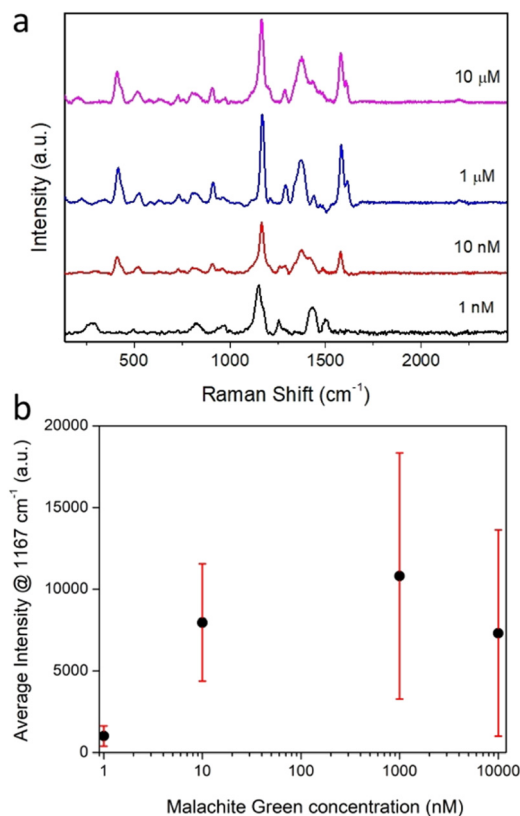 a
10 μM
1 μM
10 nM
1 nM
Intensity (a.u.)
500 1000 1500 2000
Raman Shift (cm⁻¹)
b
20000
15000
10000
5000
0
Average Intensity @ 1167 cm⁻¹ (a.u.)
1 10 100 1000 10000
Malachite Green concentration (nM)